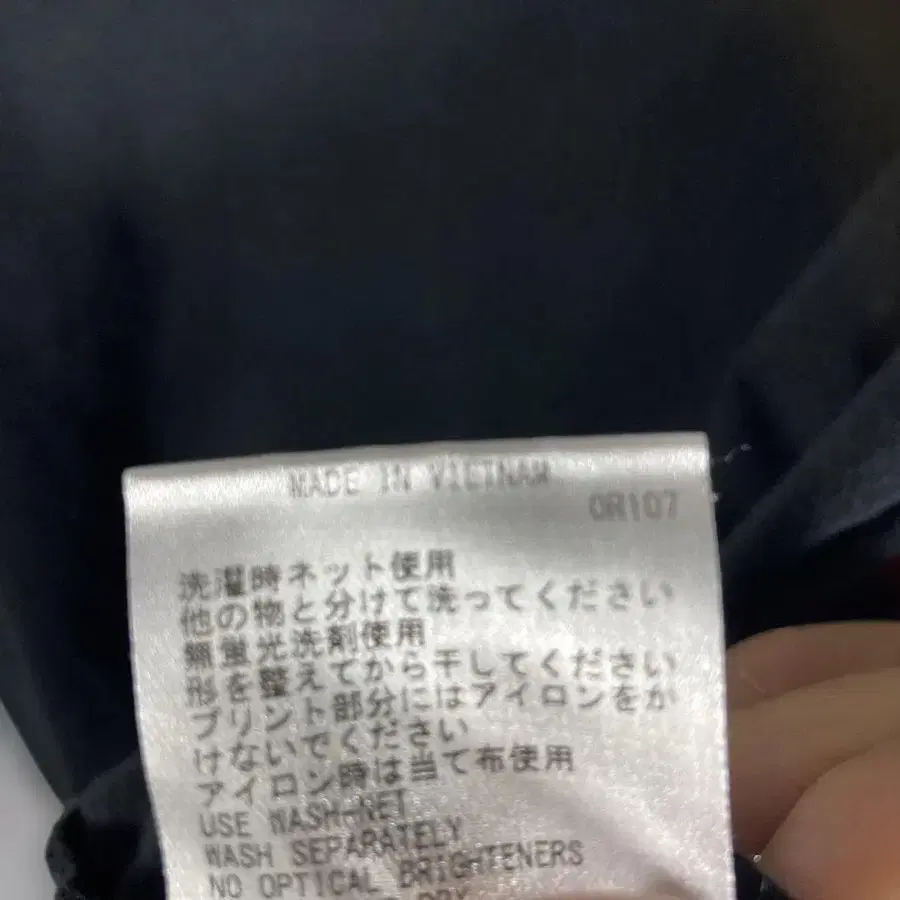 MADE IN VIETNAM
OR107
洗濯時ネット使用
他の物と分けて洗ってください
無蛍光洗剤使用
形を整えてから干してください
プリント部分にはアイロンをか
けないでください
アイロン時は当て布使用
USE WASH-NET
WASH SEPARATELY
NO OPTICAL BRIGHTENERS
DRY